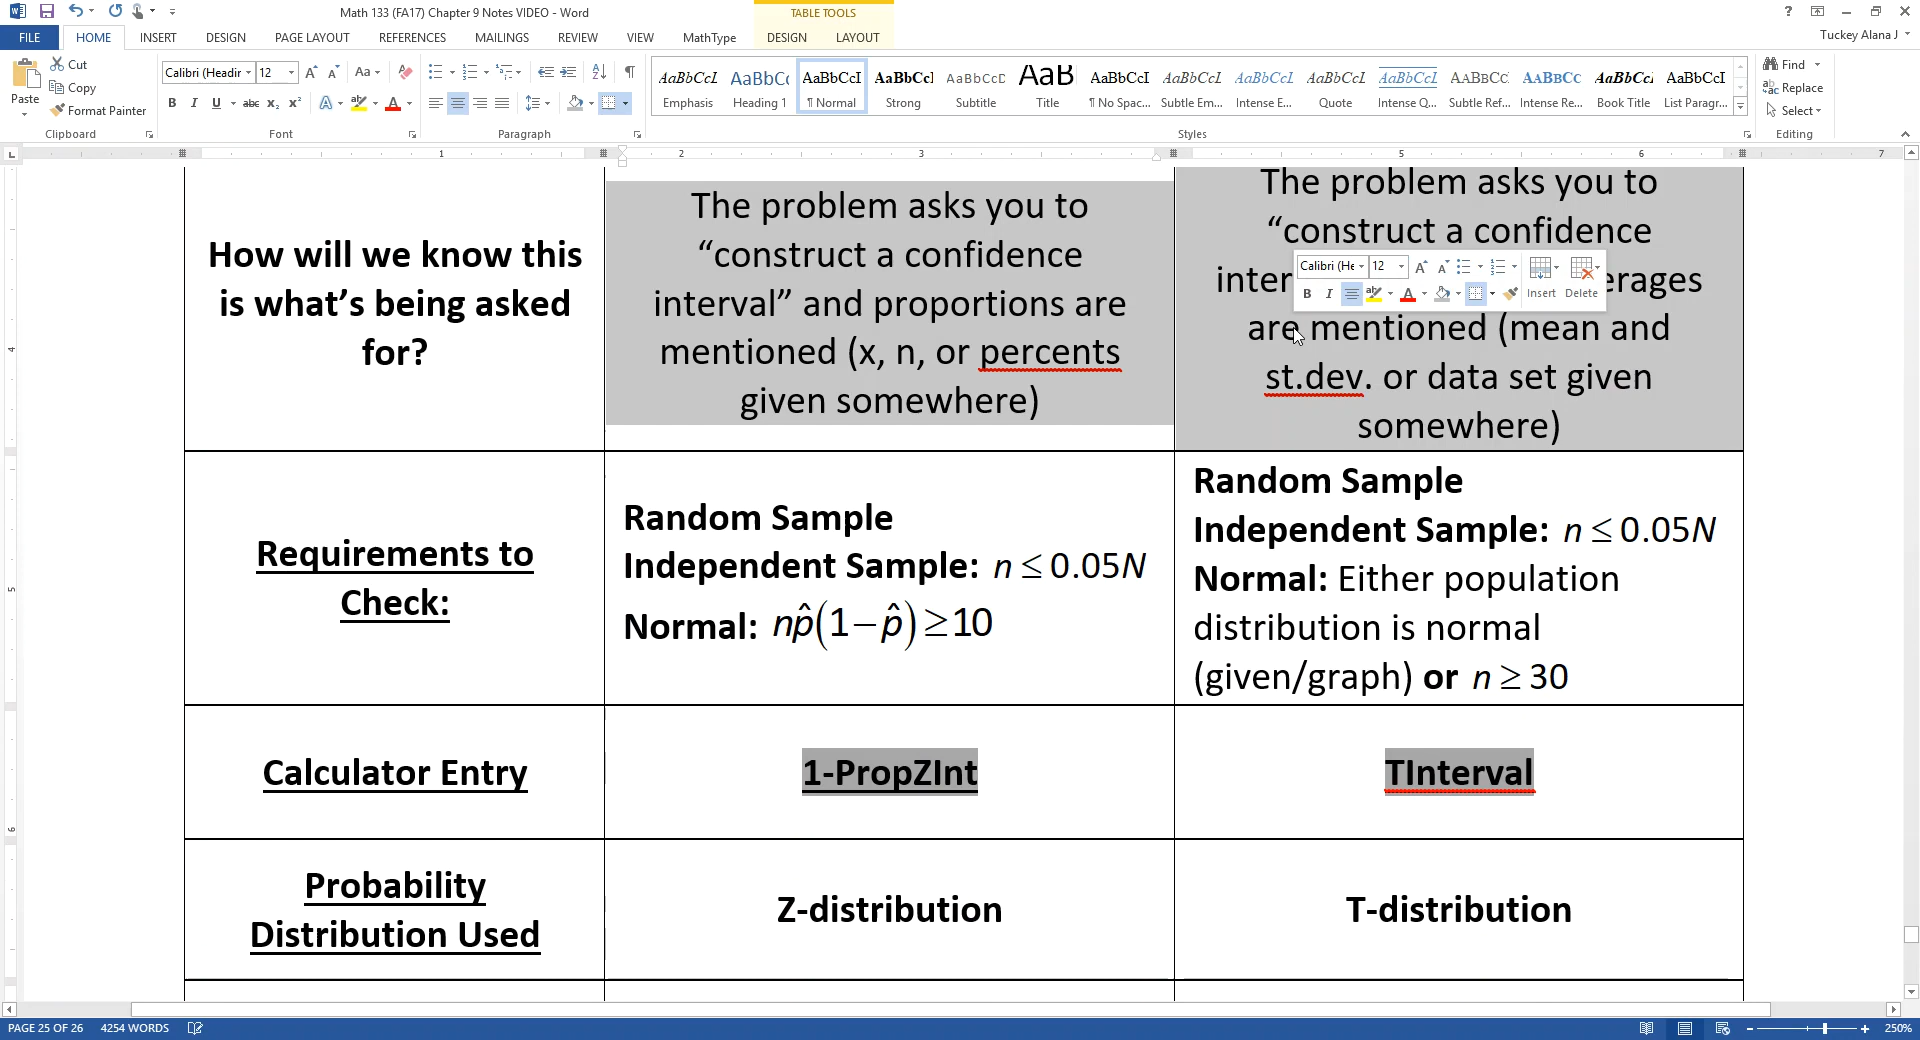 Math 133 (FA17) Chapter 9 Notes VIDEO - Word
TABLE TOOLS
?
FILE HOME INSERT DESIGN PAGE LAYOUT REFERENCES MAILINGS REVIEW VIEW MathType DESIGN LAYOUT
Tuckey Alana J
Paste
Cut
Copy
Format Painter
Clipboard
Calibri (Headir 12
Font
Paragraph
AaBbCcI AaBbCc AaBbCcI AaBbCcI AaBbCcD AaB AaBbCcI AaBbCcI AaBbCcI AaBbCcI AaBbCcI AABBCC AABBCC AaBbCcI AaBbCcI
Emphasis Heading 1 ¶ Normal Strong Subtitle Title ¶ No Spac... Subtle Em... Intense E... Quote Intense Q... Subtle Ref... Intense Re... Book Title List Paragr...
Styles
Find
Replace
Select
Editing
1 2 3 5 6 7
How will we know this
is what’s being asked
for?
The problem asks you to
“construct a confidence
interval” and proportions are
mentioned (x, n, or percents
given somewhere)
The problem asks you to
“construct a confidence
inter erages
are mentioned (mean and
st.dev. or data set given
somewhere)
Calibri (He 12
Insert Delete
Requirements to
Check:
Random Sample
Independent Sample: n ≤ 0.05N
Normal: np̂(1−p̂) ≥ 10
Random Sample
Independent Sample: n ≤ 0.05N
Normal: Either population
distribution is normal
(given/graph) or n ≥ 30
Calculator Entry
1-PropZInt
TInterval
Probability
Distribution Used
Z-distribution
T-distribution
4
5
6
PAGE 25 OF 26 4254 WORDS
250%